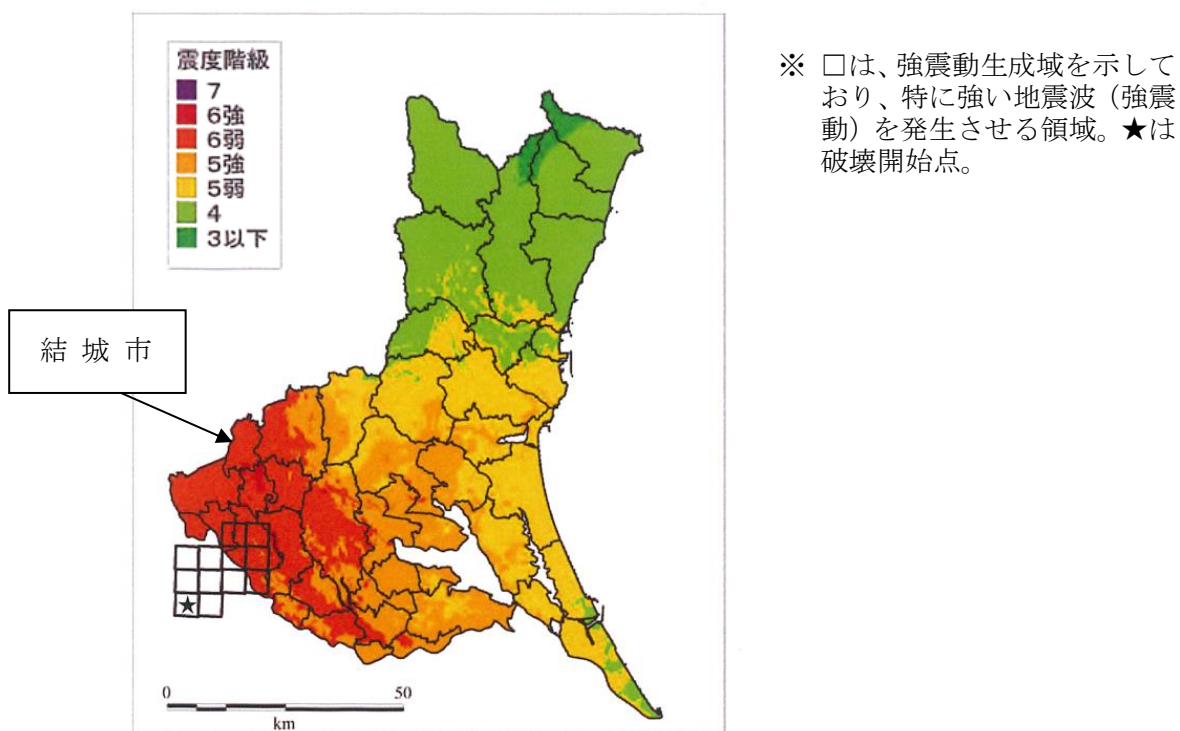 震度階級
7
6強
6弱
5強
5弱
4
3以下
※ □は、強震動生成域を示して
おり、特に強い地震波（強震
動）を発生させる領域。★は
破壊開始点。
結 城 市
★
0 50
km